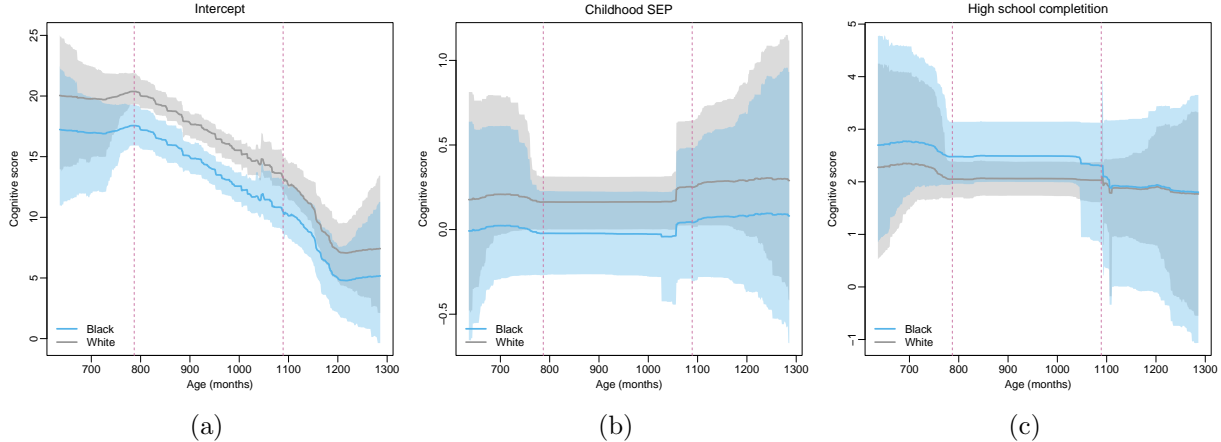 Intercept
Cognitive score
25
20
15
10
5
0
Black
White
700 800 900 1000 1100 1200 1300
Age (months)
(a)
Childhood SEP
Cognitive score
1.0
0.5
0.0
−0.5
Black
White
700 800 900 1000 1100 1200 1300
Age (months)
(b)
High school completition
Cognitive score
5
4
3
2
1
0
−1
Black
White
700 800 900 1000 1100 1200 1300
Age (months)
(c)